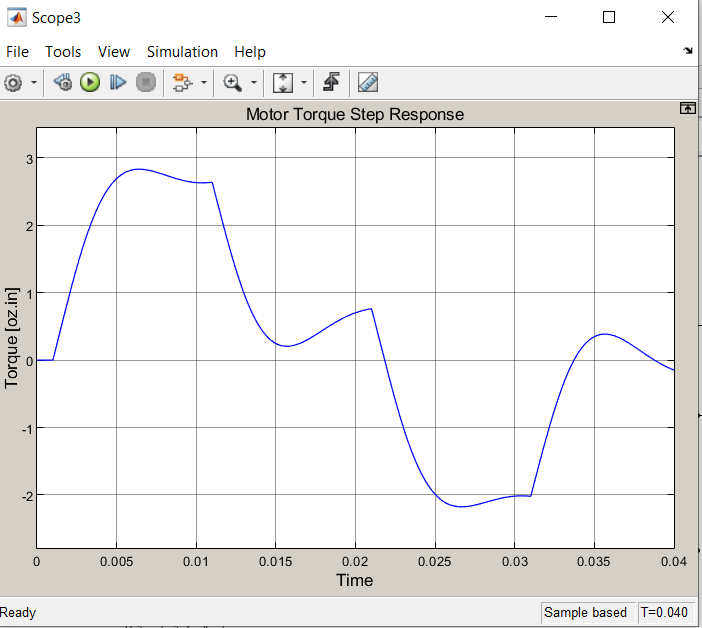 Scope3
File Tools View Simulation Help
Motor Torque Step Response
3
2
1
0
-1
-2
Torque [oz.in]
0 0.005 0.01 0.015 0.02 0.025 0.03 0.035 0.04
Time
Ready Sample based T=0.040